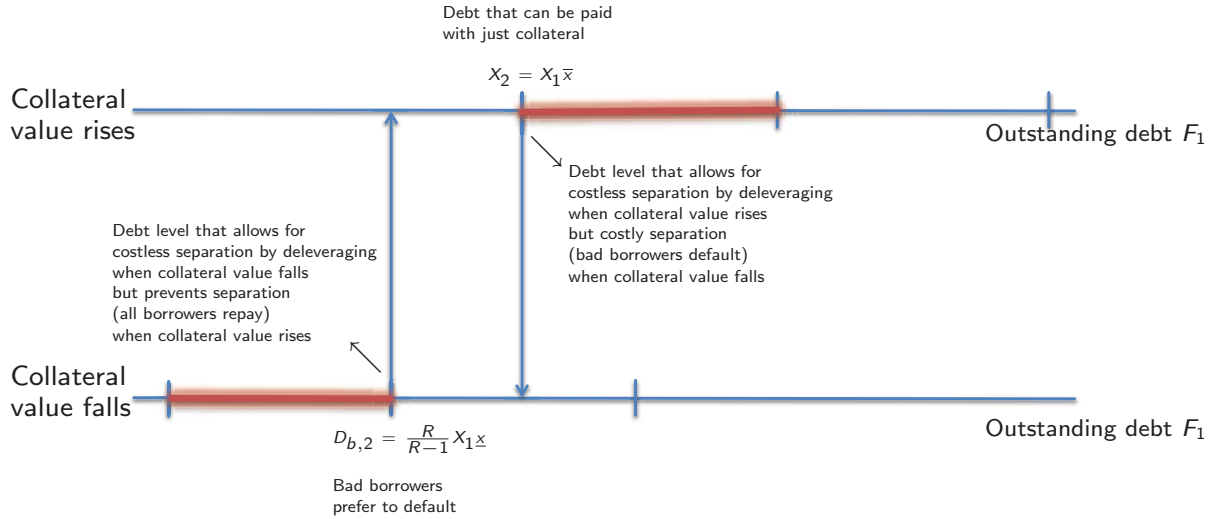 Debt that can be paid
with just collateral
X₂ = X₁x̅
Collateral
value rises
Outstanding debt F₁
Debt level that allows for
costless separation by deleveraging
when collateral value rises
but costly separation
(bad borrowers default)
when collateral value falls
Debt level that allows for
costless separation by deleveraging
when collateral value falls
but prevents separation
(all borrowers repay)
when collateral value rises
Collateral
value falls
Outstanding debt F₁
D_{b,2} = \frac{R}{R−1} X₁x̲
Bad borrowers
prefer to default